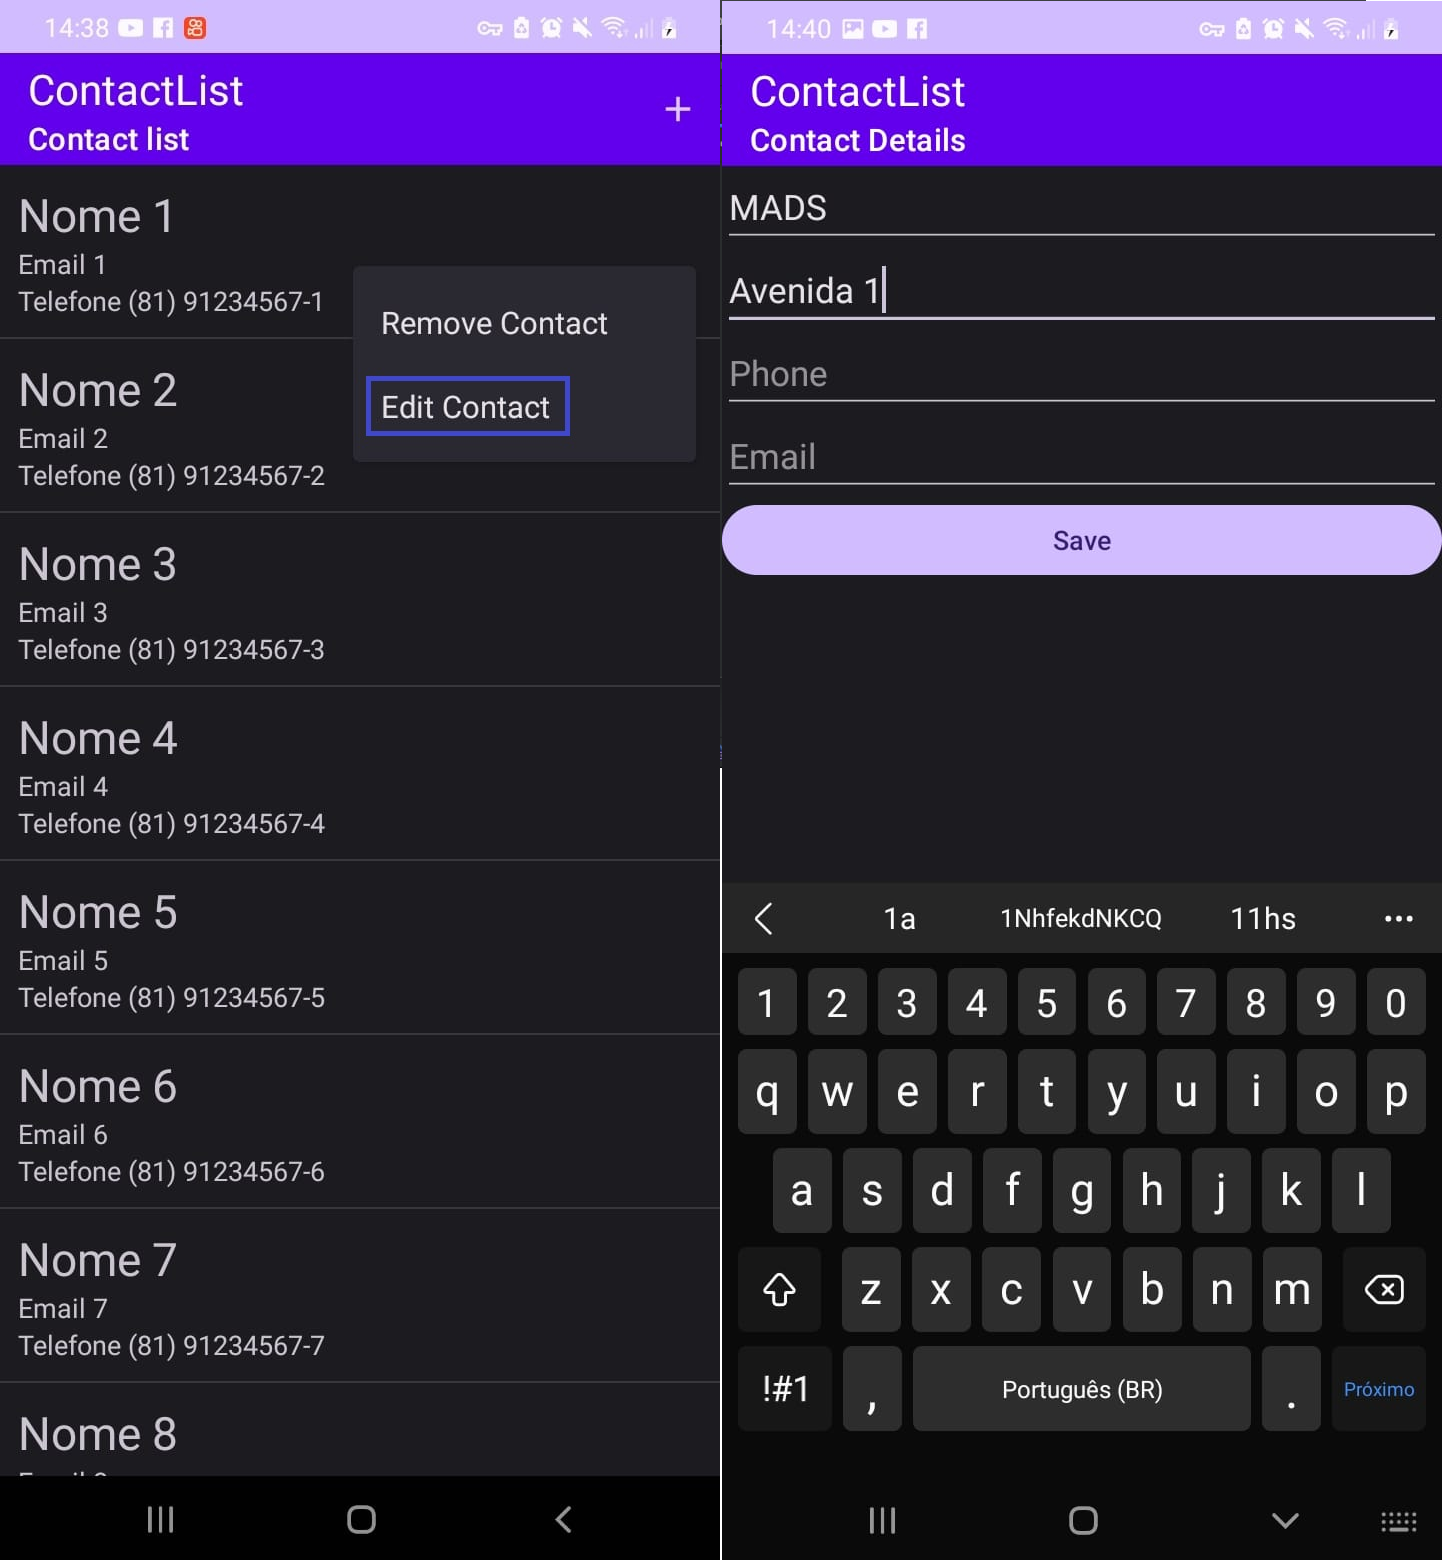 14:38
ContactList
Contact list
+
Nome 1
Email 1
Telefone (81) 91234567-1
Remove Contact
Edit Contact
Nome 2
Email 2
Telefone (81) 91234567-2
Nome 3
Email 3
Telefone (81) 91234567-3
Nome 4
Email 4
Telefone (81) 91234567-4
Nome 5
Email 5
Telefone (81) 91234567-5
Nome 6
Email 6
Telefone (81) 91234567-6
Nome 7
Email 7
Telefone (81) 91234567-7
Nome 8
14:40
ContactList
Contact Details
MADS
Avenida 1
Phone
Email
Save
1a 1NhfekdNKCQ 11hs ...
1 2 3 4 5 6 7 8 9 0
q w e r t y u i o p
a s d f g h j k l
z x c v b n m
!#1 , Português (BR) . Próximo